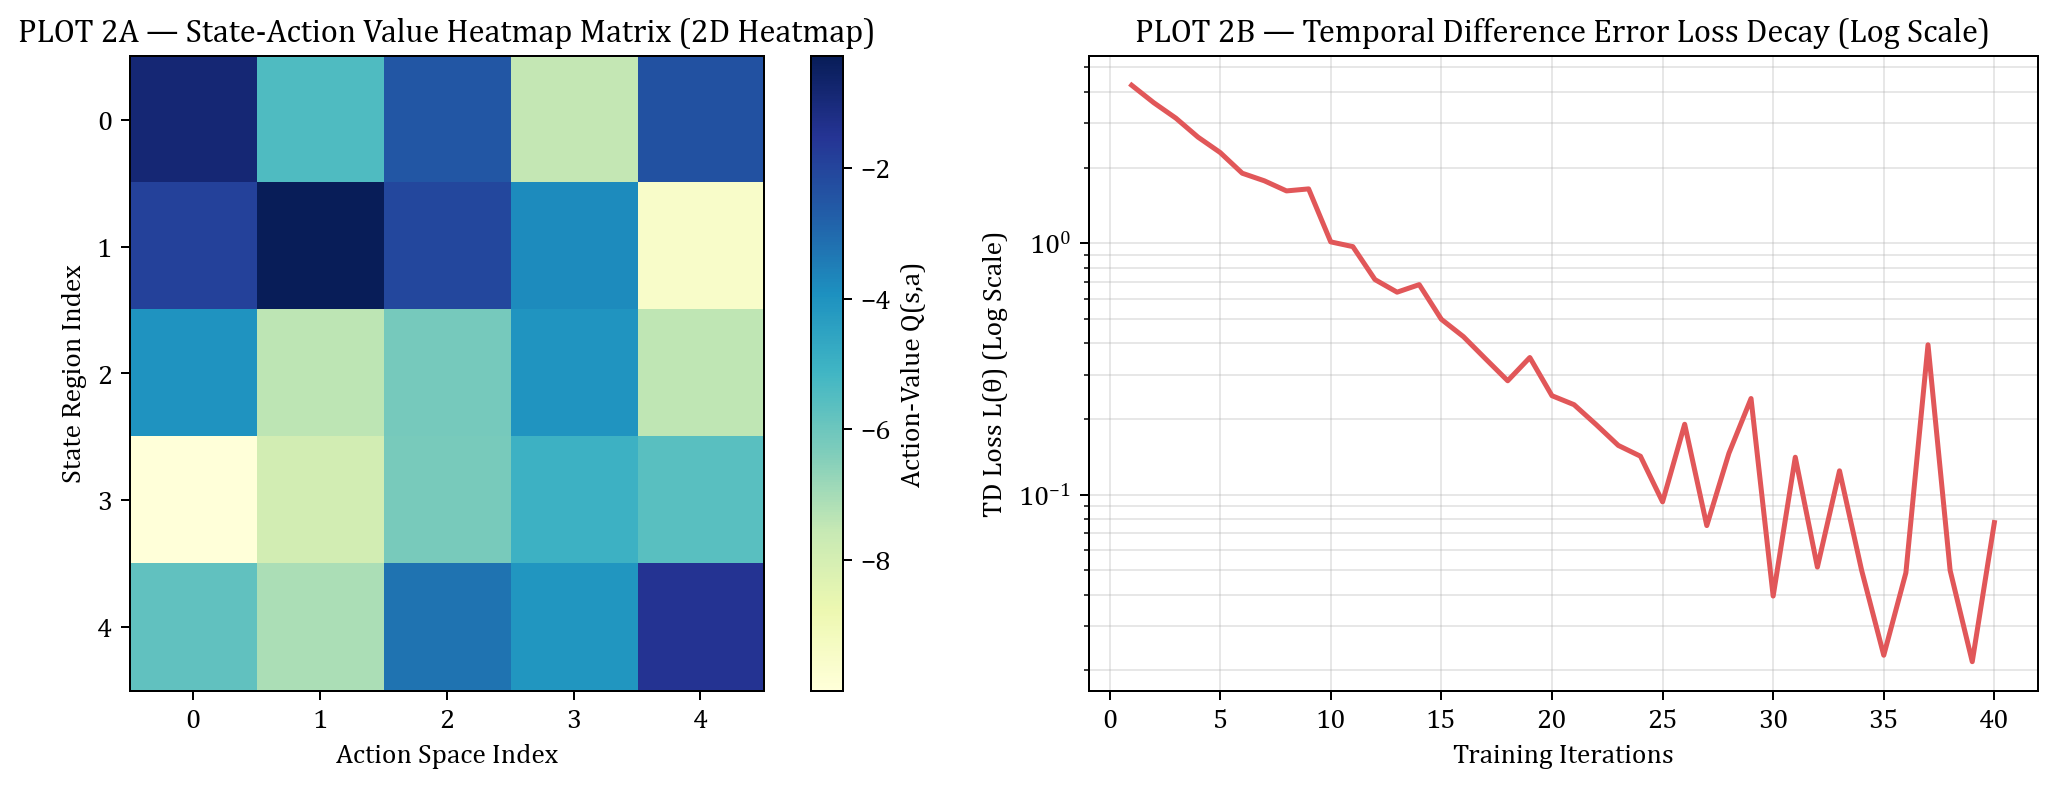 PLOT 2A — State-Action Value Heatmap Matrix (2D Heatmap)
State Region Index
0
1
2
3
4
0 1 2 3 4
Action Space Index
−2
−4
−6
−8
Action-Value Q(s,a)
PLOT 2B — Temporal Difference Error Loss Decay (Log Scale)
TD Loss L(θ) (Log Scale)
10⁰
10⁻¹
0 5 10 15 20 25 30 35 40
Training Iterations